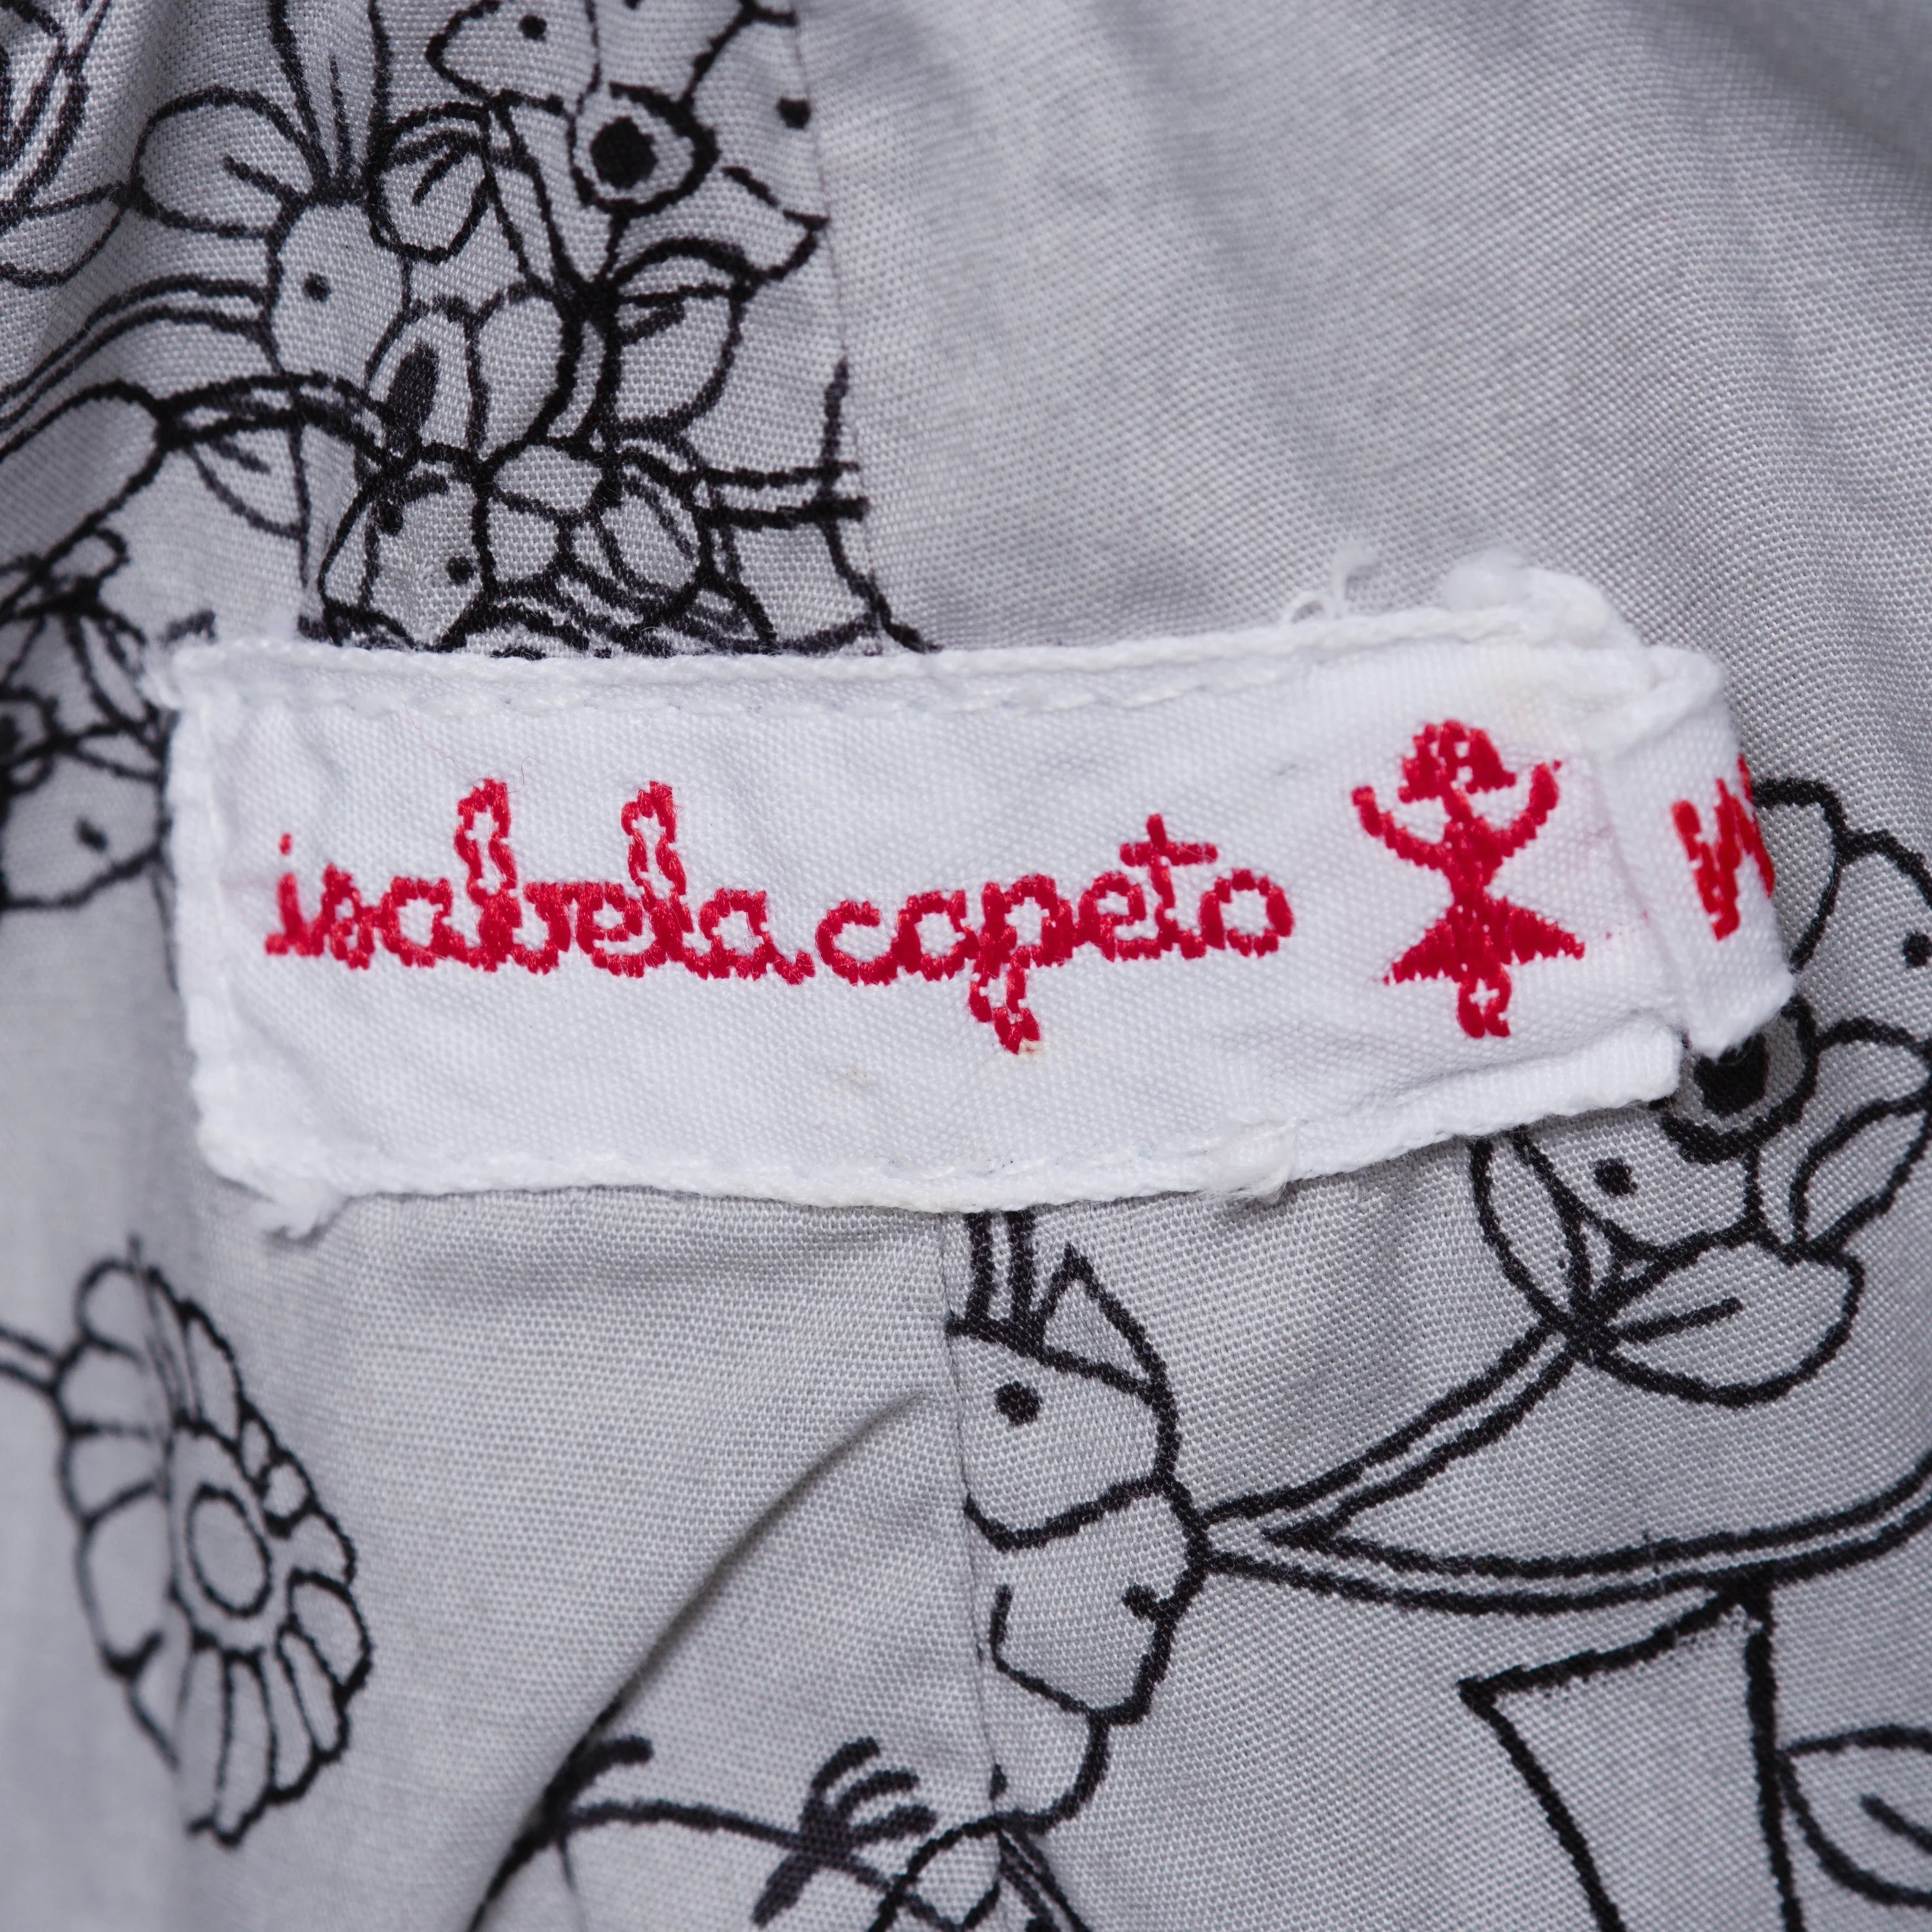 isabela capeto
M